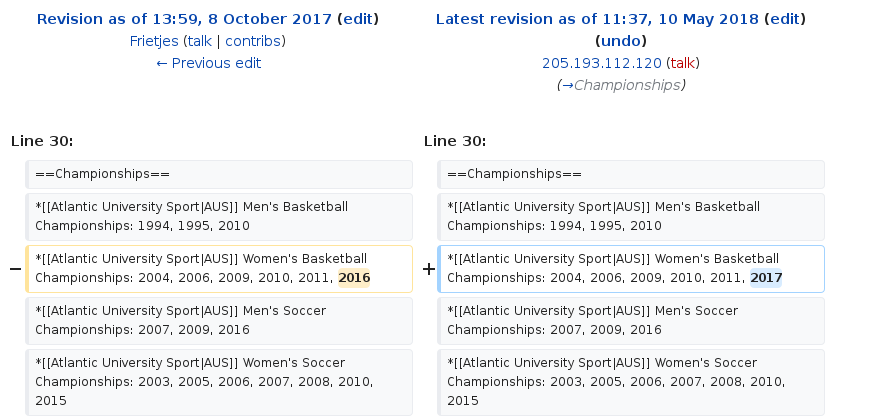 Revision as of 13:59, 8 October 2017 (edit)
Frietjes (talk | contribs)
← Previous edit
Latest revision as of 11:37, 10 May 2018 (edit)
(undo)
205.193.112.120 (talk)
(→Championships)
Line 30:
Line 30:
==Championships==
==Championships==
*[[Atlantic University Sport|AUS]] Men's Basketball
Championships: 1994, 1995, 2010
*[[Atlantic University Sport|AUS]] Men's Basketball
Championships: 1994, 1995, 2010
− *[[Atlantic University Sport|AUS]] Women's Basketball
Championships: 2004, 2006, 2009, 2010, 2011, 2016
+ *[[Atlantic University Sport|AUS]] Women's Basketball
Championships: 2004, 2006, 2009, 2010, 2011, 2017
*[[Atlantic University Sport|AUS]] Men's Soccer
Championships: 2007, 2009, 2016
*[[Atlantic University Sport|AUS]] Men's Soccer
Championships: 2007, 2009, 2016
*[[Atlantic University Sport|AUS]] Women's Soccer
Championships: 2003, 2005, 2006, 2007, 2008, 2010,
2015
*[[Atlantic University Sport|AUS]] Women's Soccer
Championships: 2003, 2005, 2006, 2007, 2008, 2010,
2015